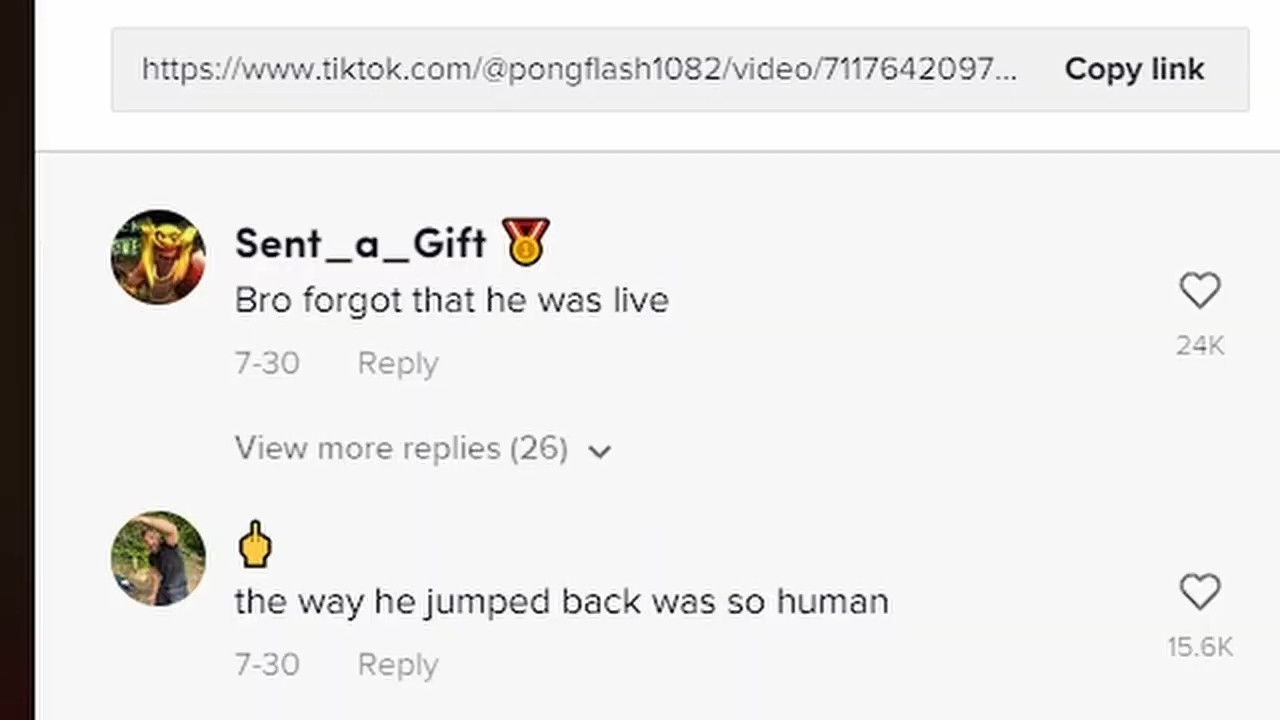 https://www.tiktok.com/@pongflash1082/video/7117642097... Copy link
Sent_a_Gift 🏅
Bro forgot that he was live
24K
7-30 Reply
View more replies (26)
🖕
the way he jumped back was so human
15.6K
7-30 Reply